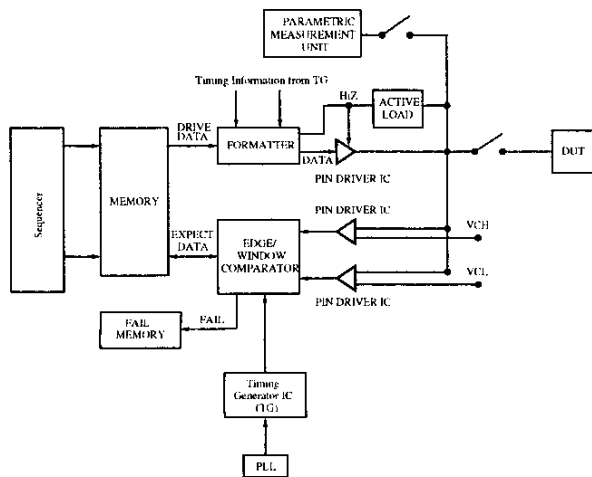 PARAMETRIC
MEASUREMENT
UNIT
Timing Information from TG
HiZ
ACTIVE
LOAD
DRIVE
DATA
FORMATTER
DATA
PIN DRIVER IC
DUT
Sequencer
MEMORY
PIN DRIVER IC
EXPECT
DATA
EDGE/
WINDOW
COMPARATOR
VCH
VCL
PIN DRIVER IC
FAIL
MEMORY
FAIL
Timing
Generator IC
(TG)
PLL